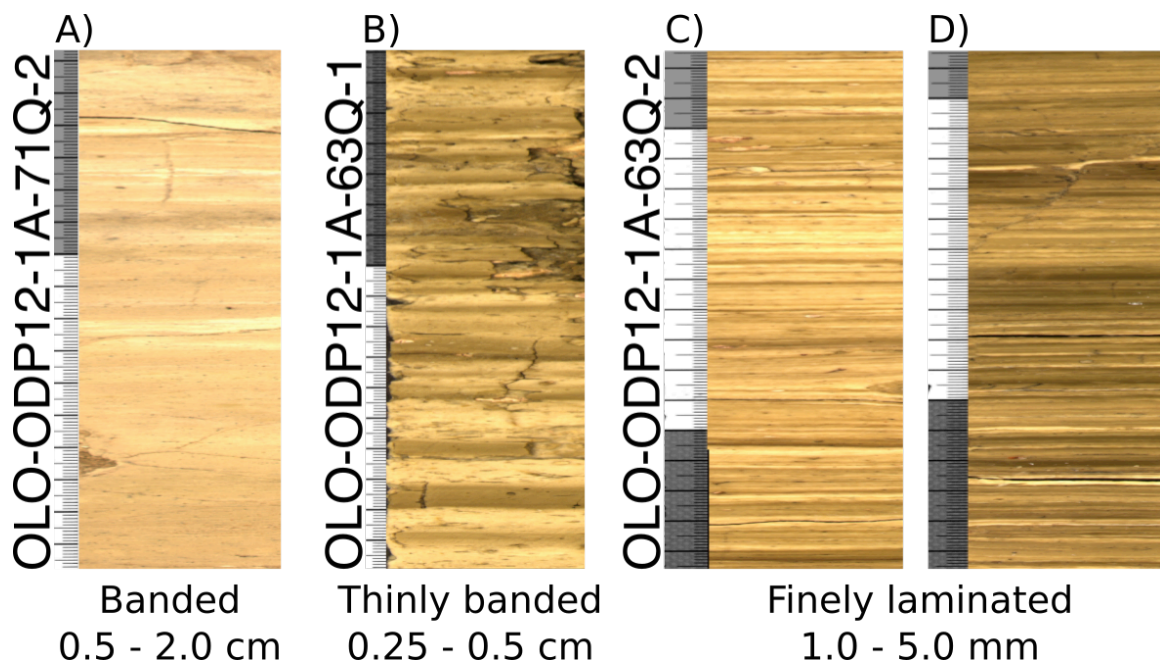 A)
B)
C)
D)
OLO-ODP12-1A-71Q-2
OLO-ODP12-1A-63Q-1
OLO-ODP12-1A-63Q-2
Banded
0.5 - 2.0 cm
Thinly banded
0.25 - 0.5 cm
Finely laminated
1.0 - 5.0 mm